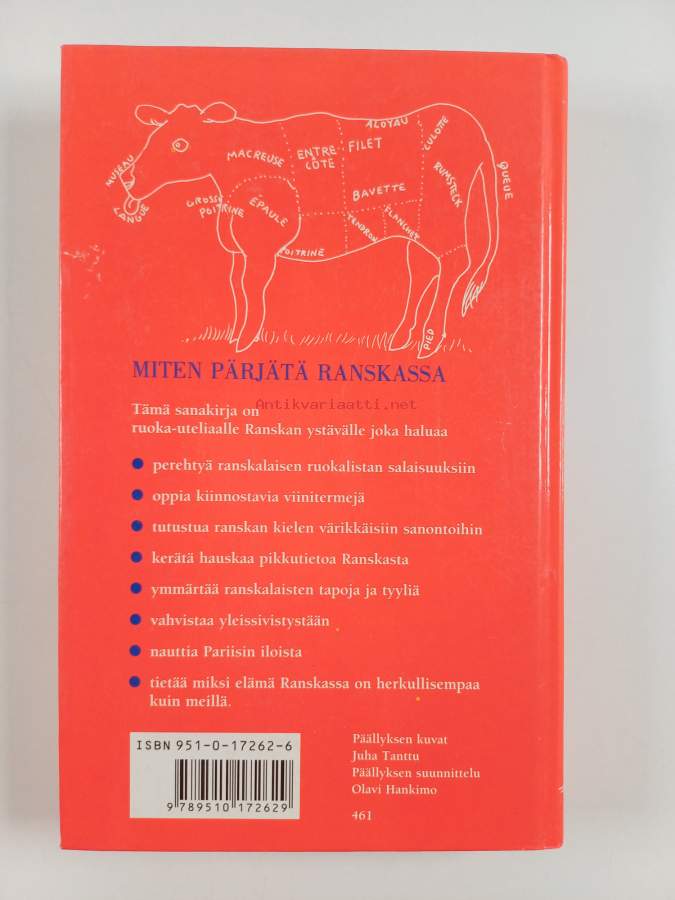 ALOYAU
CULOTTE
MACREUSE
ENTRE
CÔTE
FILET
MUSEAU
LANGUE
GROSSE
POITRINE
EPAULE
BAVETTE
RUMSTECK
QUEUE
TENDRON
FLANCHET
POITRINE
PIED
MITEN PÄRJÄTÄ RANSKASSA
Antikvariaatti.net
Tämä sanakirja on
ruoka-uteliaalle Ranskan ystävälle joka haluaa
perehtyä ranskalaisen ruokalistan salaisuuksiin
oppia kiinnostavia viinitermejä
tutustua ranskan kielen värikkäisiin sanontoihin
kerätä hauskaa pikkutietoa Ranskasta
ymmärtää ranskalaisten tapoja ja tyyliä
vahvistaa yleissivistystään
nauttia Pariisin iloista
tietää miksi elämä Ranskassa on herkullisempaa
kuin meillä.
ISBN 951-0-17262-6
9 789510 172629
Päällyksen kuvat
Juha Tanttu
Päällyksen suunnittelu
Olavi Hankimo
461